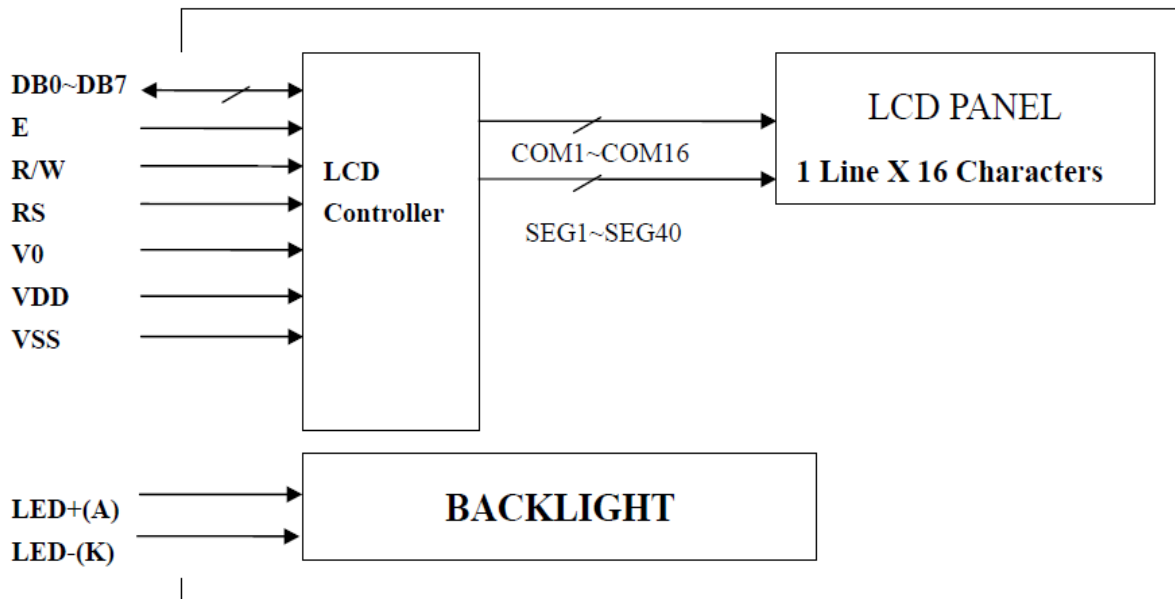 DB0~DB7
E
R/W
RS
V0
VDD
VSS
LCD
Controller
COM1~COM16
SEG1~SEG40
LCD PANEL
1 Line X 16 Characters
LED+(A)
LED-(K)
BACKLIGHT